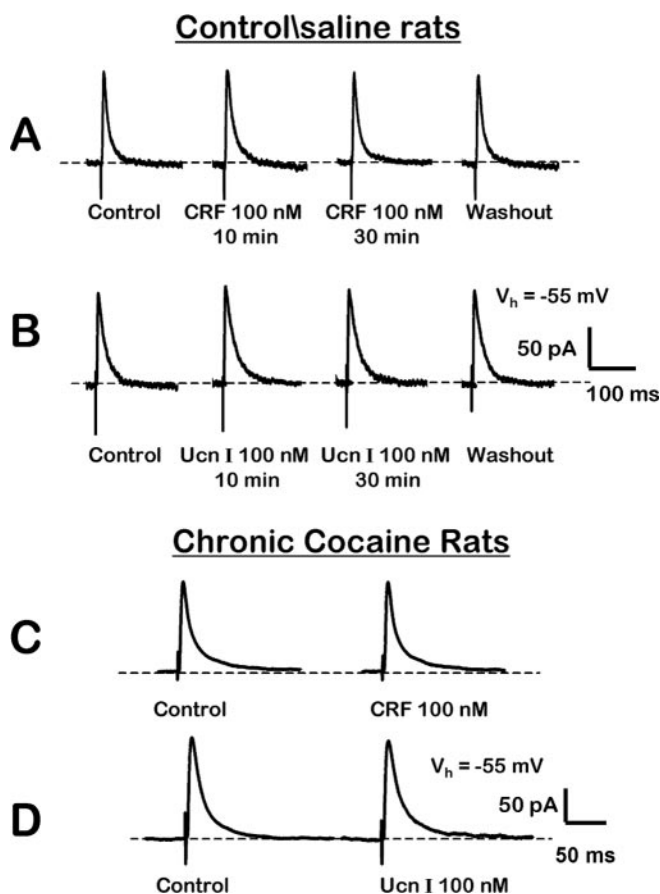 Control\saline rats
A
Control CRF 100 nM CRF 100 nM Washout
10 min 30 min
B
V_h = -55 mV
50 pA
100 ms
Control Ucn I 100 nM Ucn I 100 nM Washout
10 min 30 min
Chronic Cocaine Rats
C
Control CRF 100 nM
D
V_h = -55 mV
50 pA
50 ms
Control Ucn I 100 nM